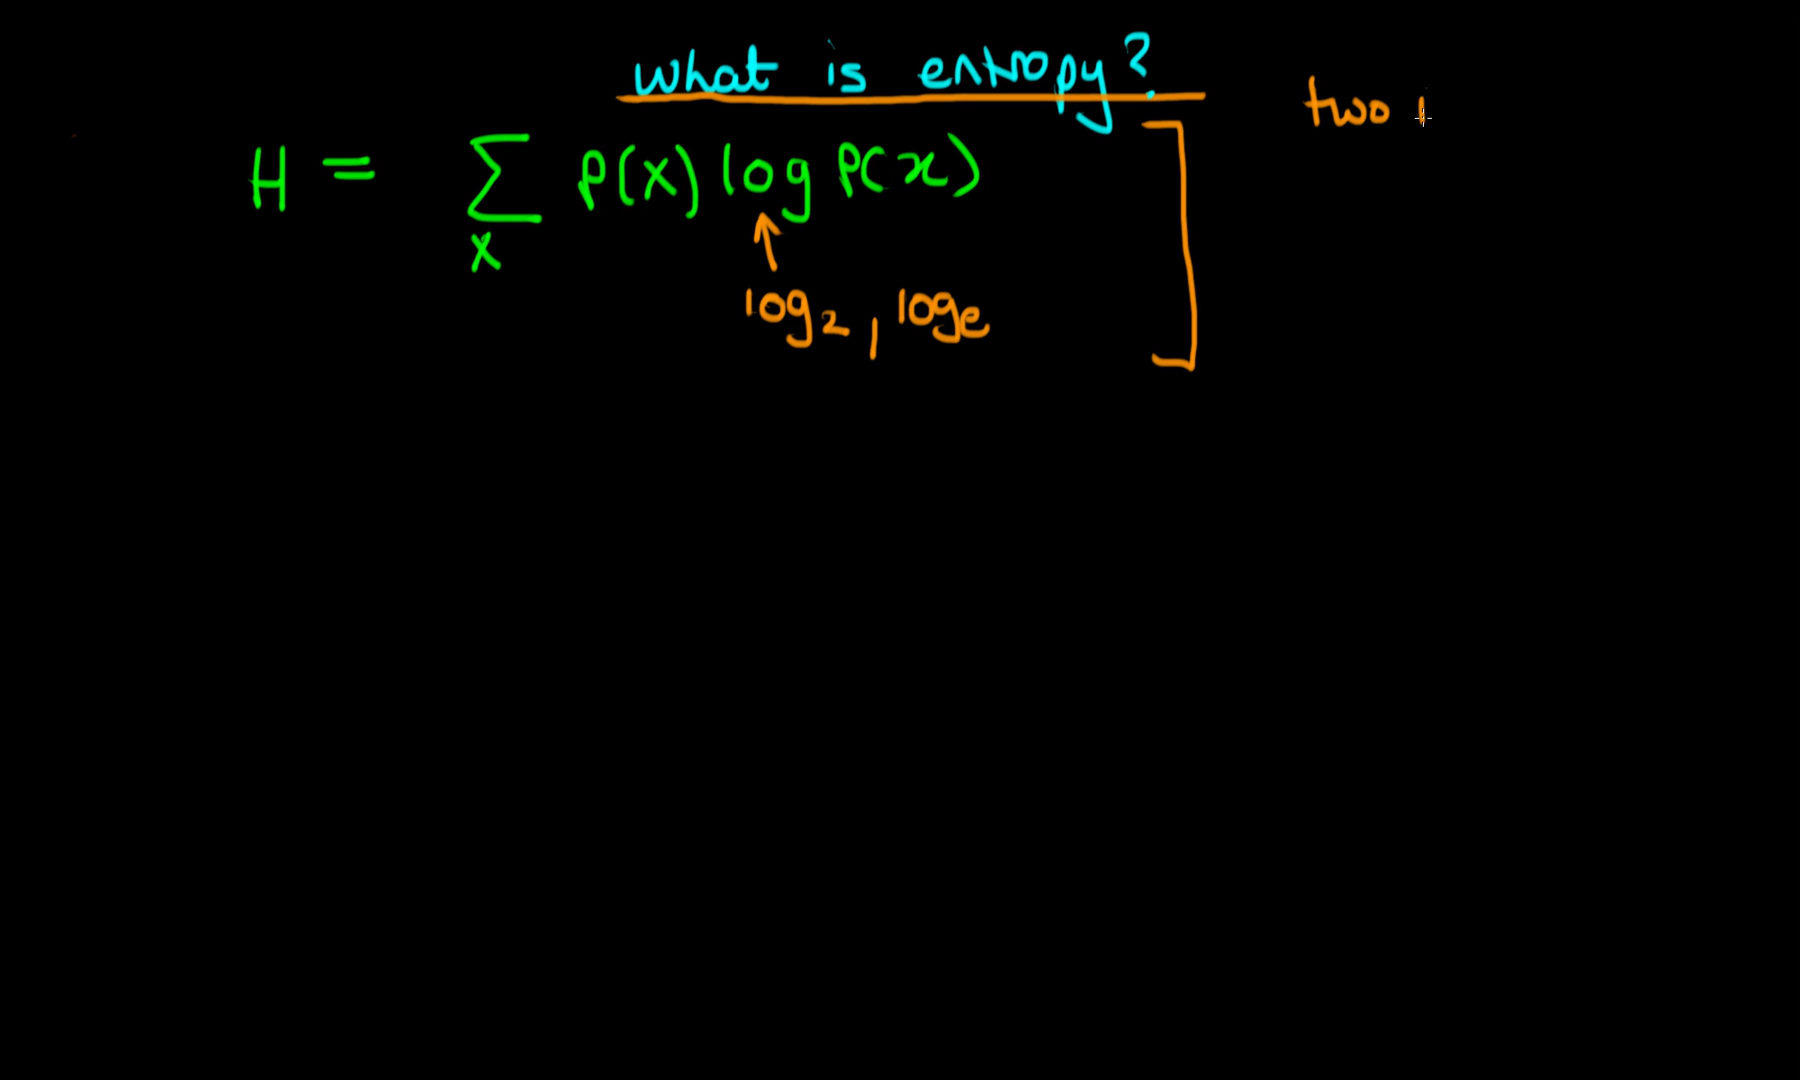 what is entropy?
two
H = ∑ P(X) log P(x)
X
↑
log₂, logₑ